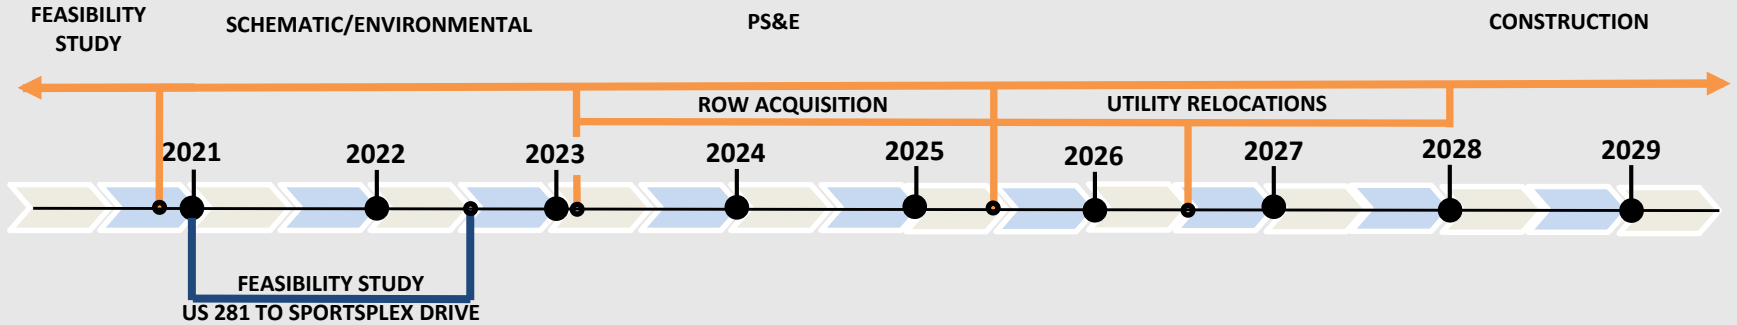 FEASIBILITY
STUDY
SCHEMATIC/ENVIRONMENTAL
PS&E
CONSTRUCTION
ROW ACQUISITION
UTILITY RELOCATIONS
2021
2022
2023
2024
2025
2026
2027
2028
2029
FEASIBILITY STUDY
US 281 TO SPORTSPLEX DRIVE